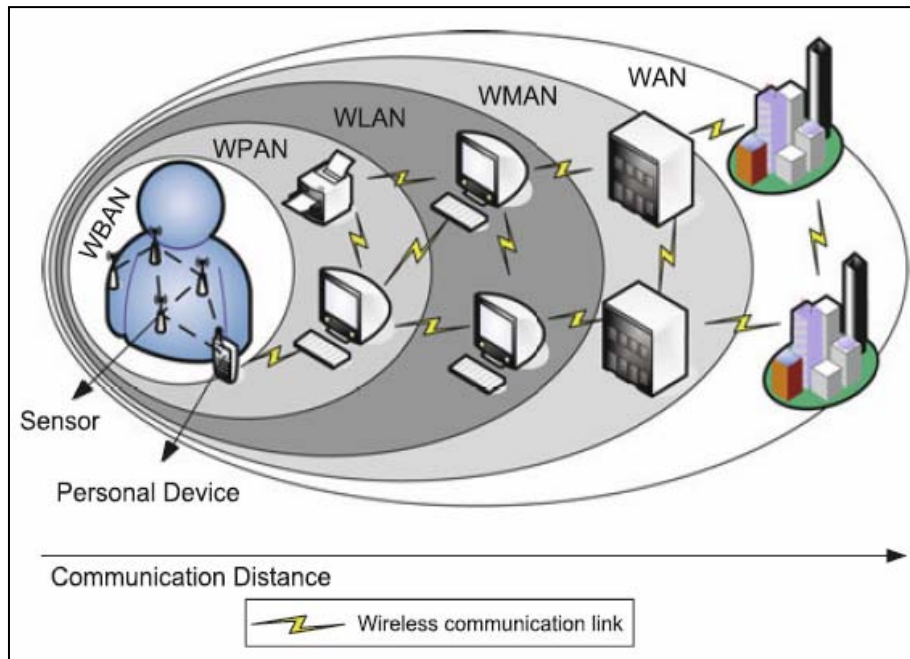 WAN
WMAN
WLAN
WPAN
WBAN
Sensor
Personal Device
Communication Distance
Wireless communication link